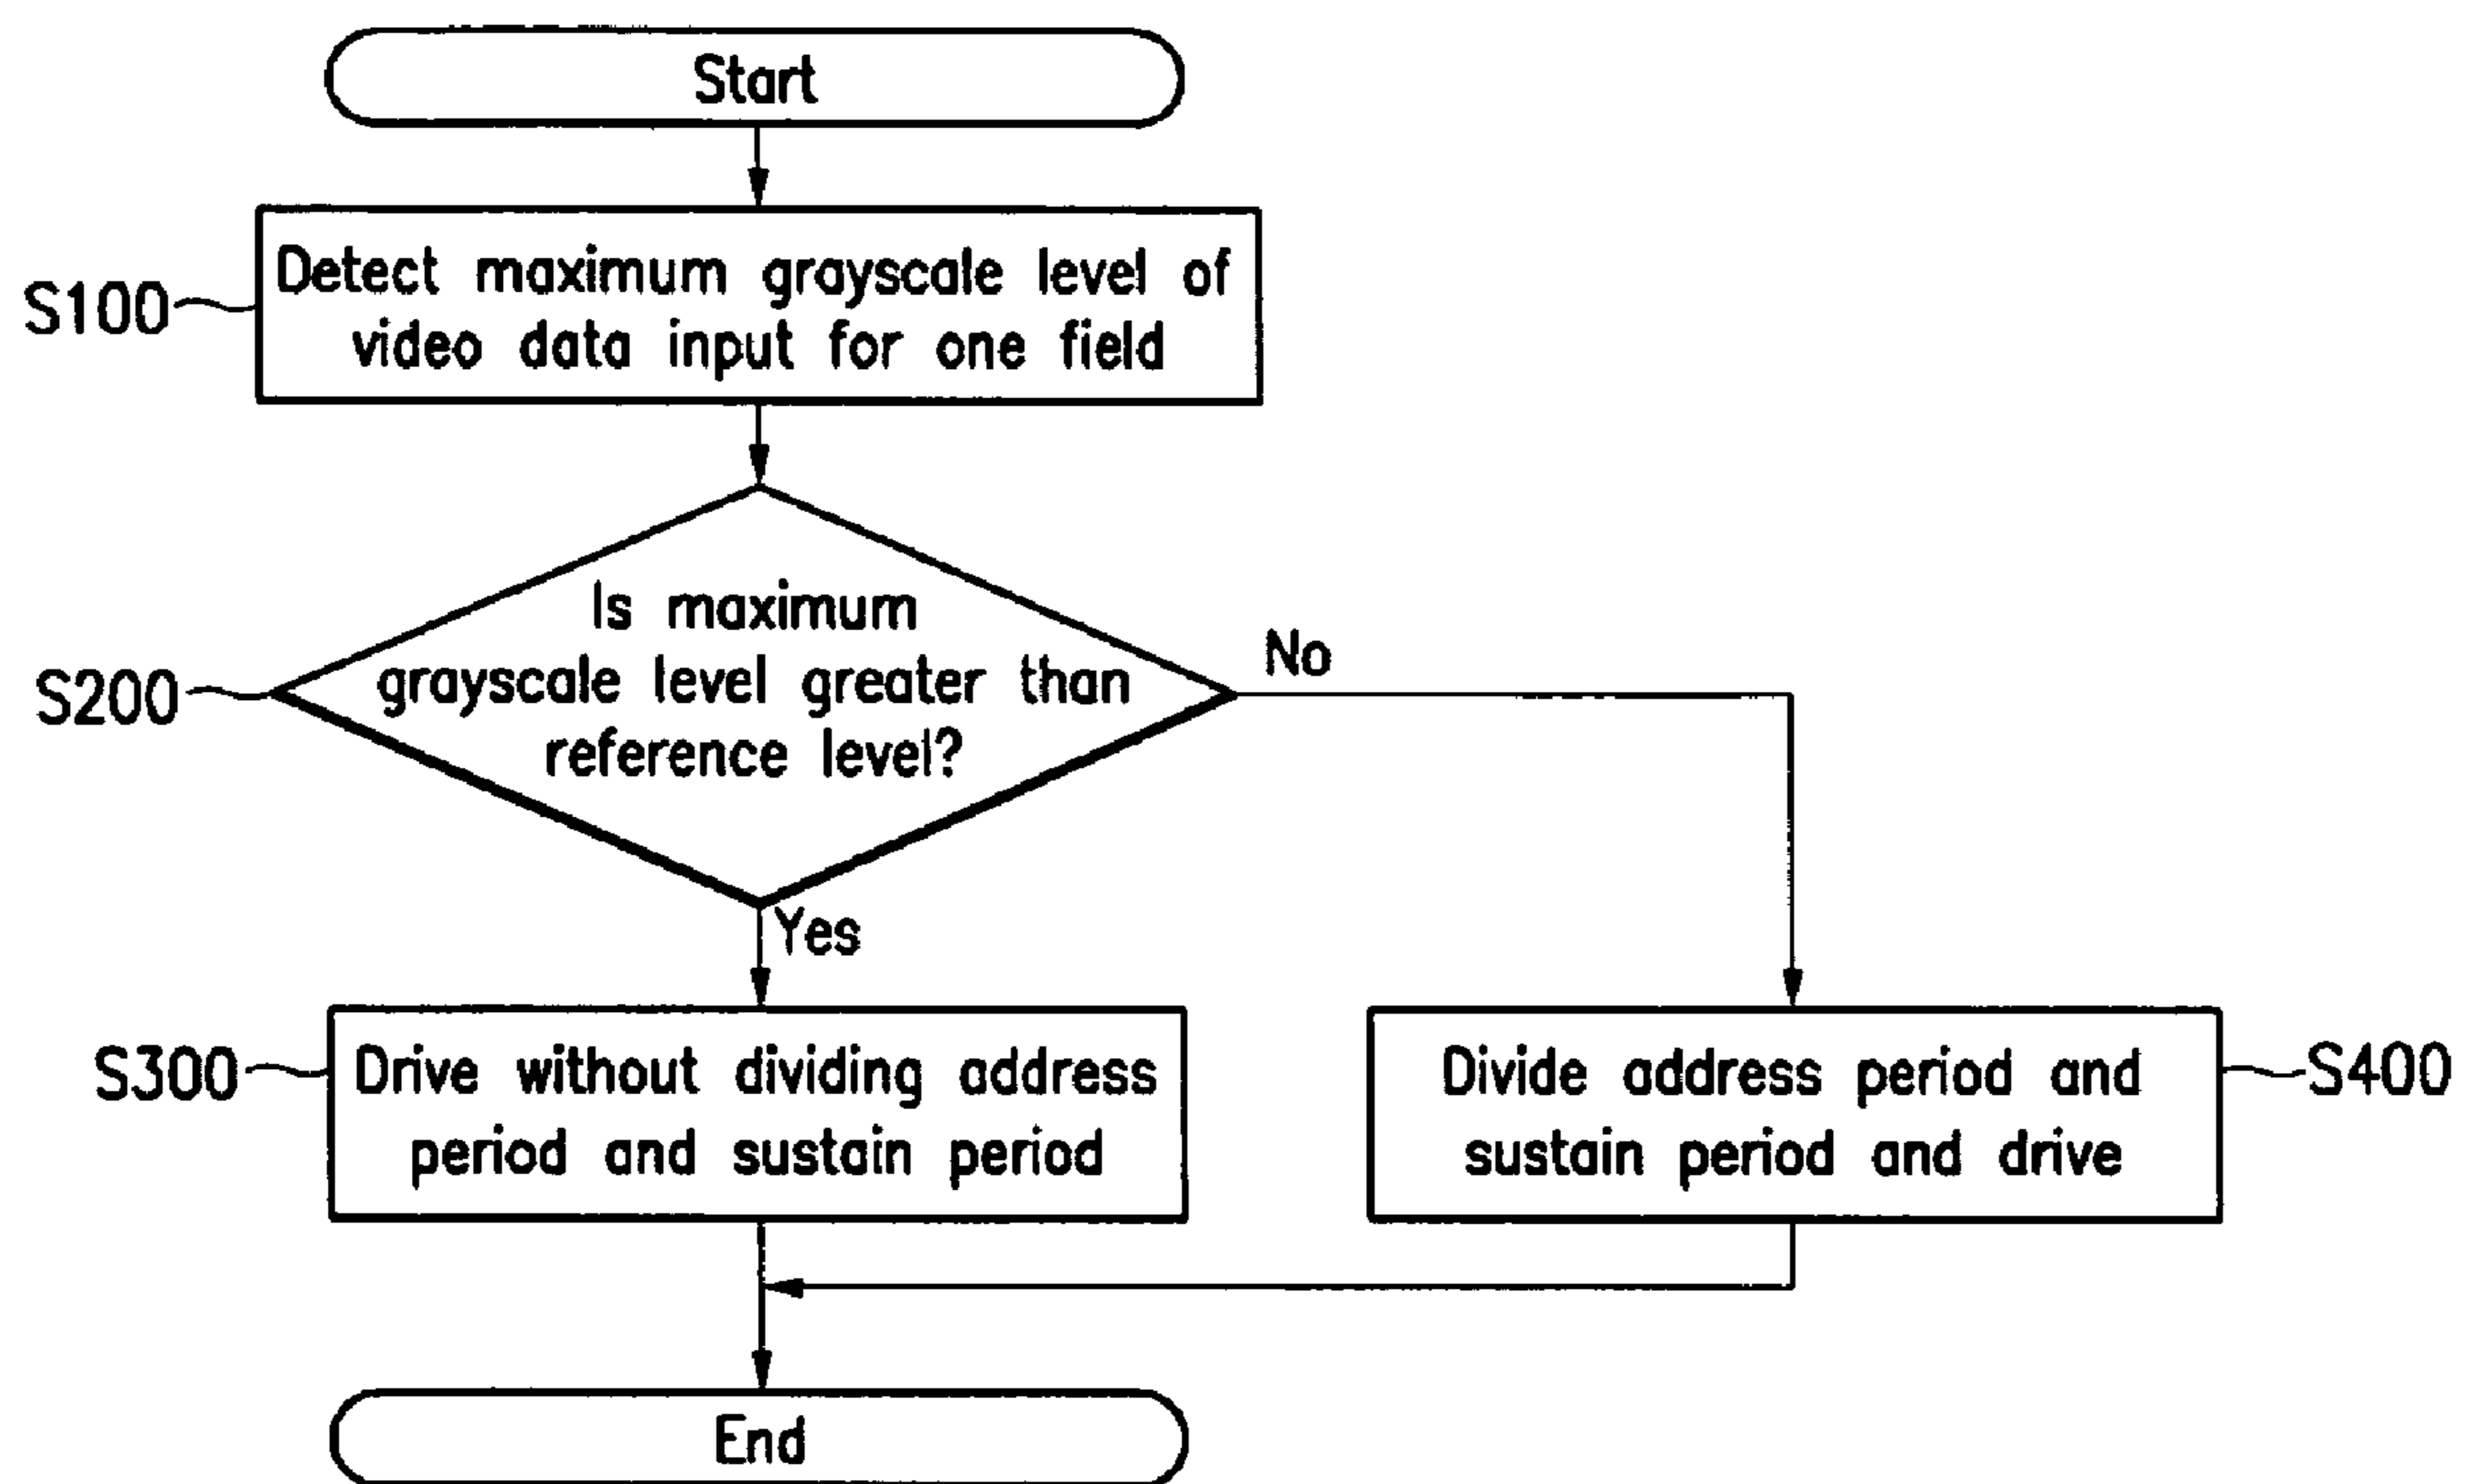 Start
S100
Detect maximum grayscale level of
video data input for one field
Is maximum
grayscale level greater than
reference level?
S200
No
Yes
S300
Drive without dividing address
period and sustain period
Divide address period and
sustain period and drive
S400
End